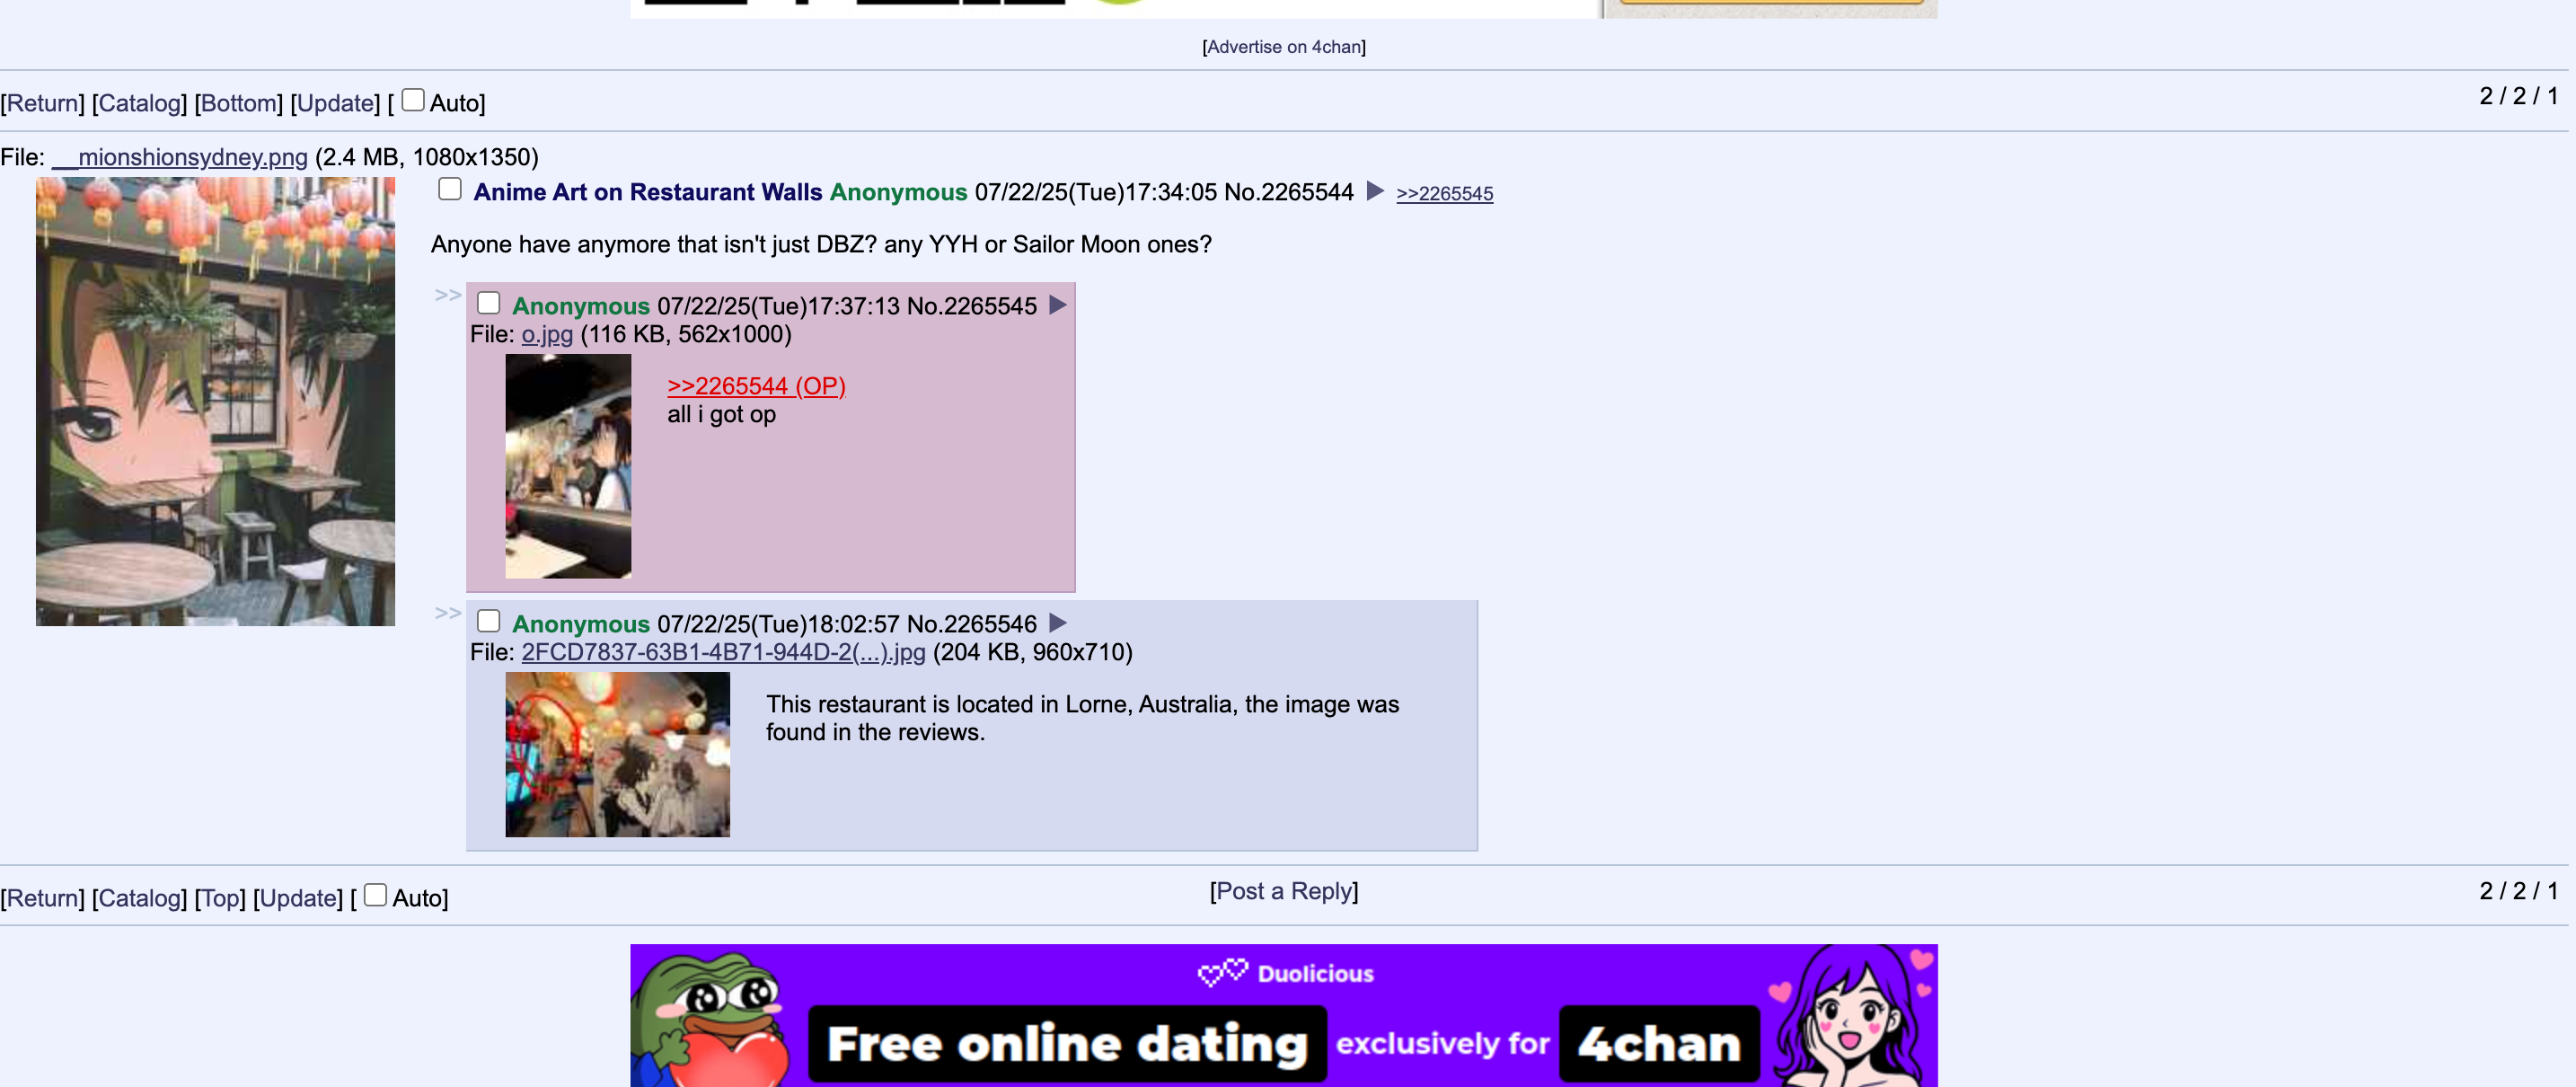 [Advertise on 4chan]
[Return] [Catalog] [Bottom] [Update] [ Auto]
2 / 2 / 1
File: __mionshionsydney.png (2.4 MB, 1080x1350)
Anime Art on Restaurant Walls Anonymous 07/22/25(Tue)17:34:05 No.2265544 ▶ >>2265545
Anyone have anymore that isn't just DBZ? any YYH or Sailor Moon ones?
>> Anonymous 07/22/25(Tue)17:37:13 No.2265545 ▶
File: o.jpg (116 KB, 562x1000)
>>2265544 (OP)
all i got op
>> Anonymous 07/22/25(Tue)18:02:57 No.2265546 ▶
File: 2FCD7837-63B1-4B71-944D-2(...).jpg (204 KB, 960x710)
This restaurant is located in Lorne, Australia, the image was
found in the reviews.
[Return] [Catalog] [Top] [Update] [ Auto]
[Post a Reply]
2 / 2 / 1
Duolicious
Free online dating exclusively for 4chan